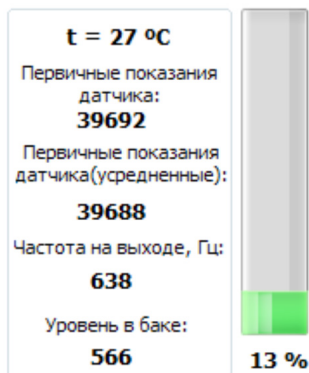 t = 27 ºC
Первичные показания
датчика:
39692
Первичные показания
датчика(усредненные):
39688
Частота на выходе, Гц:
638
Уровень в баке:
566
13 %